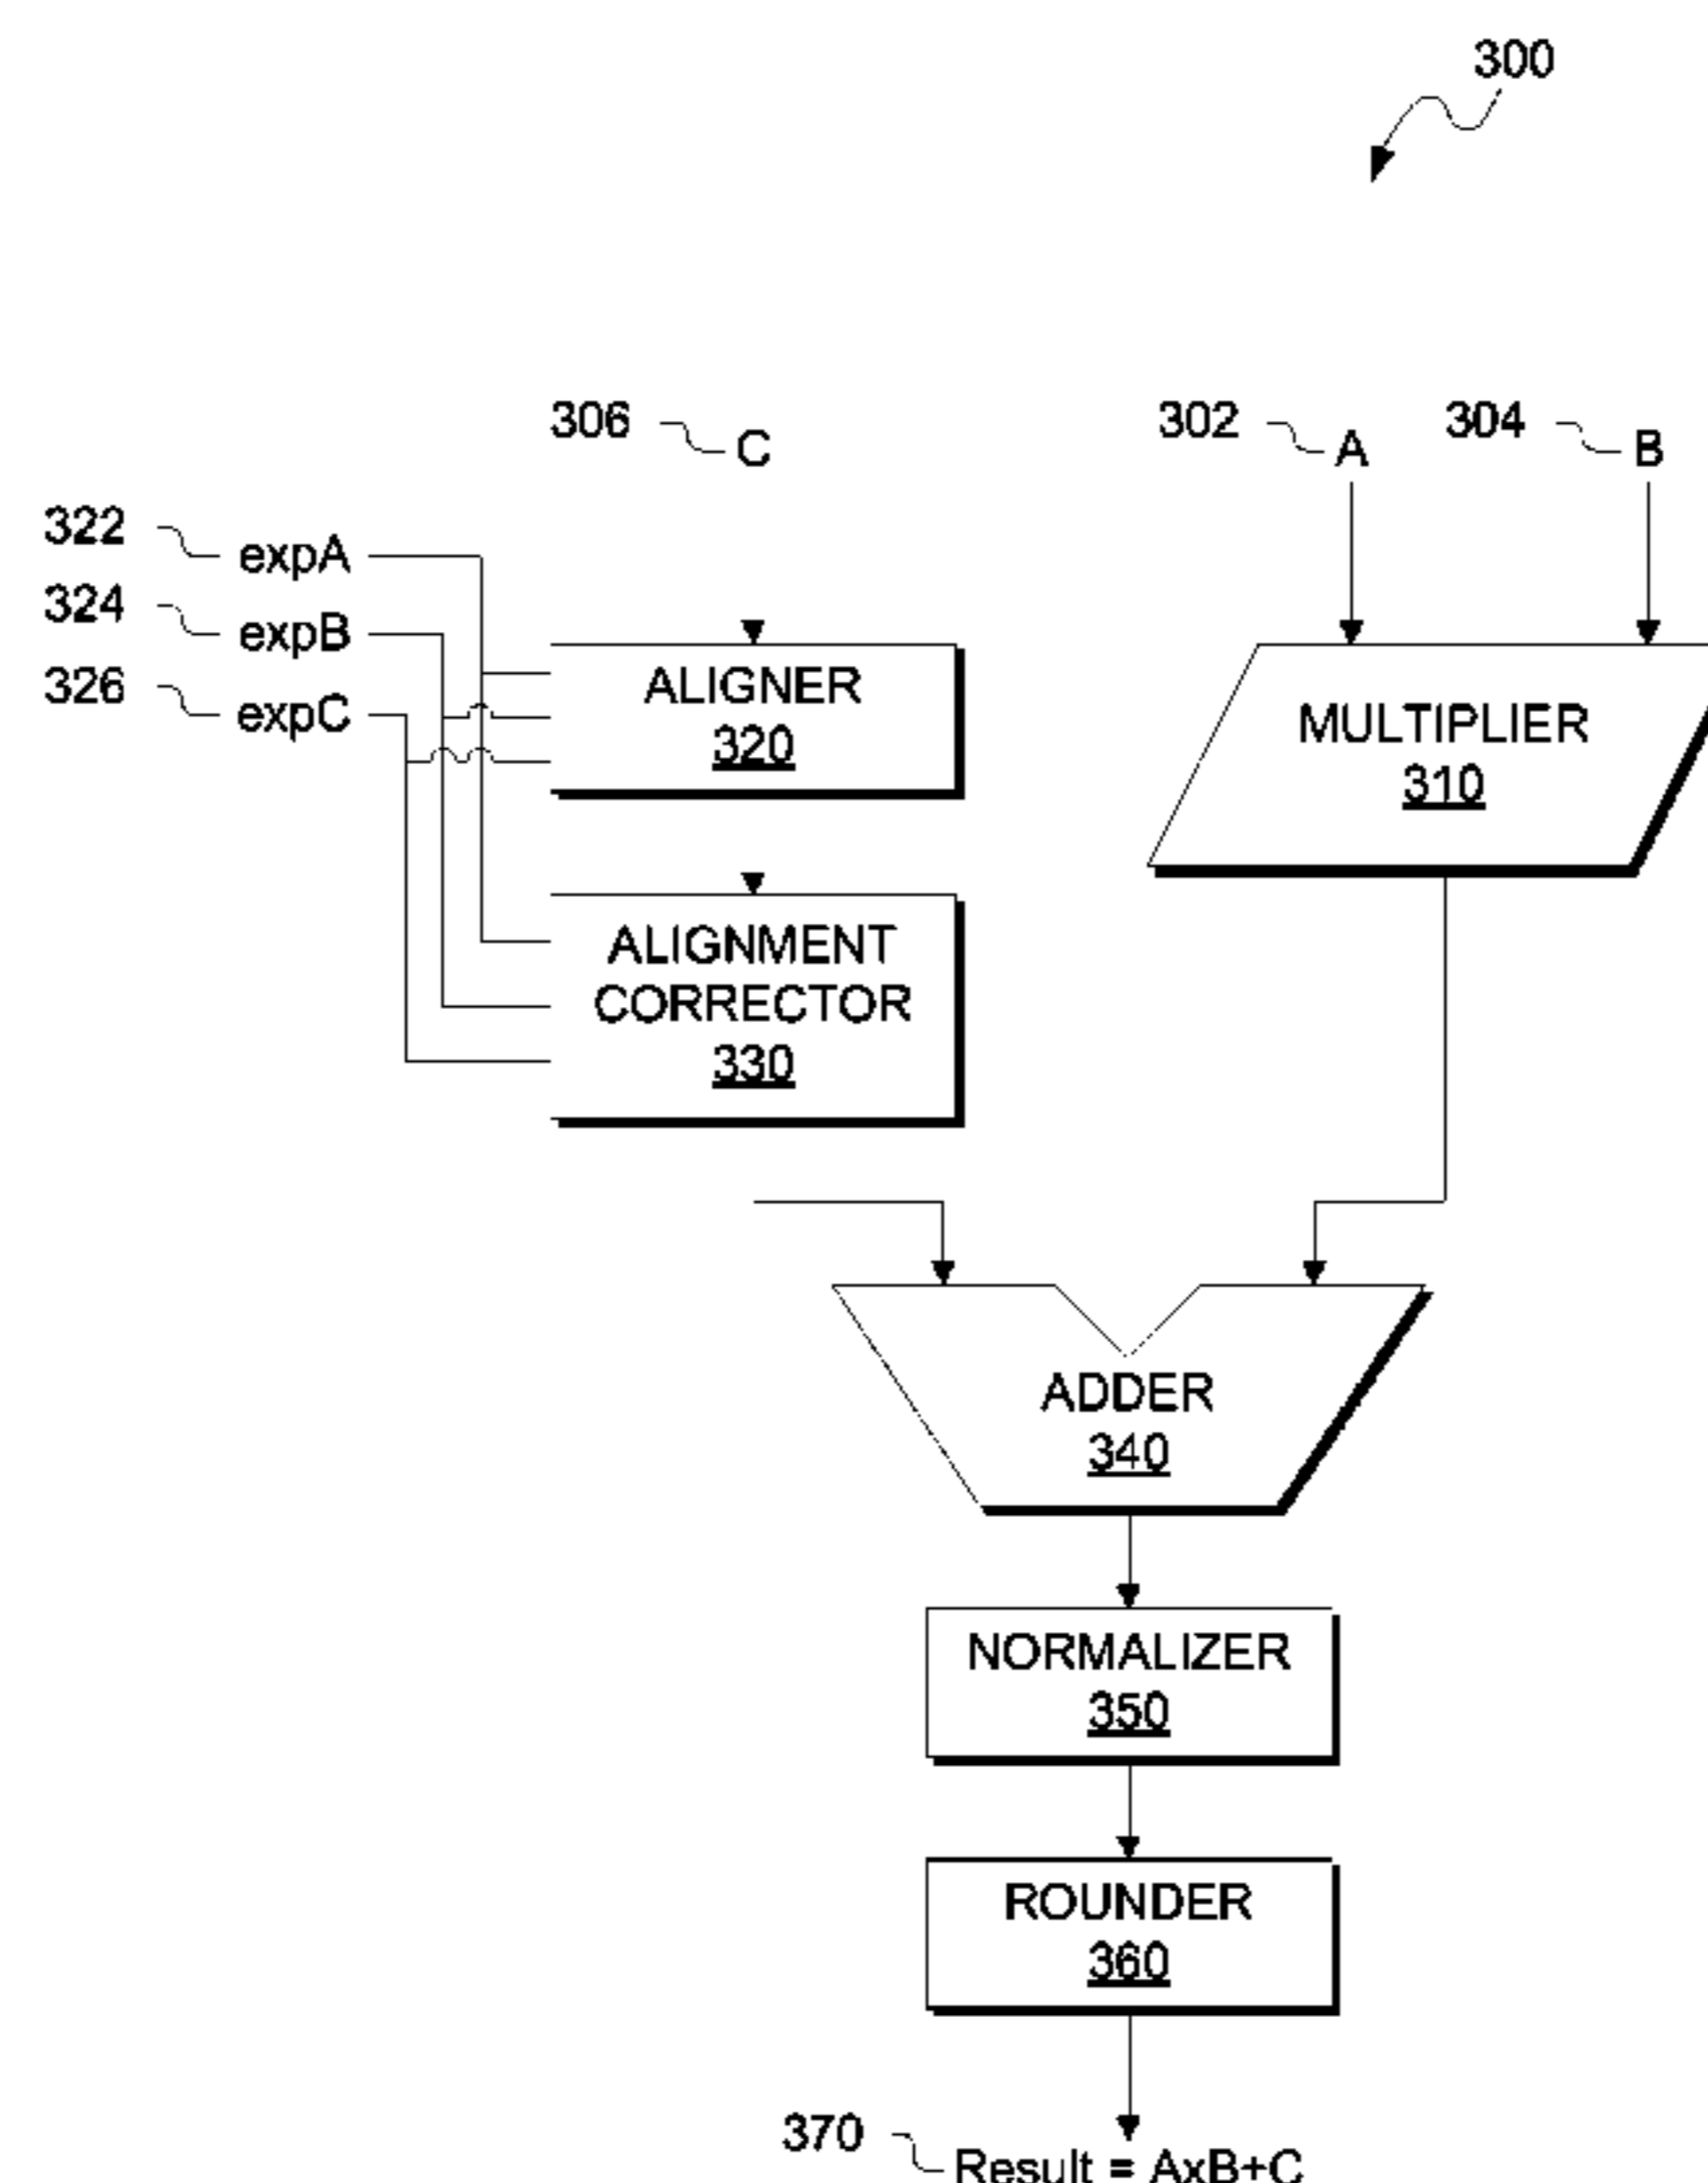 300
306 C
302 A
304 B
322 expA
324 expB
326 expC
ALIGNER
320
MULTIPLIER
310
ALIGNMENT
CORRECTOR
330
ADDER
340
NORMALIZER
350
ROUNDER
360
370 Result = AxB+C